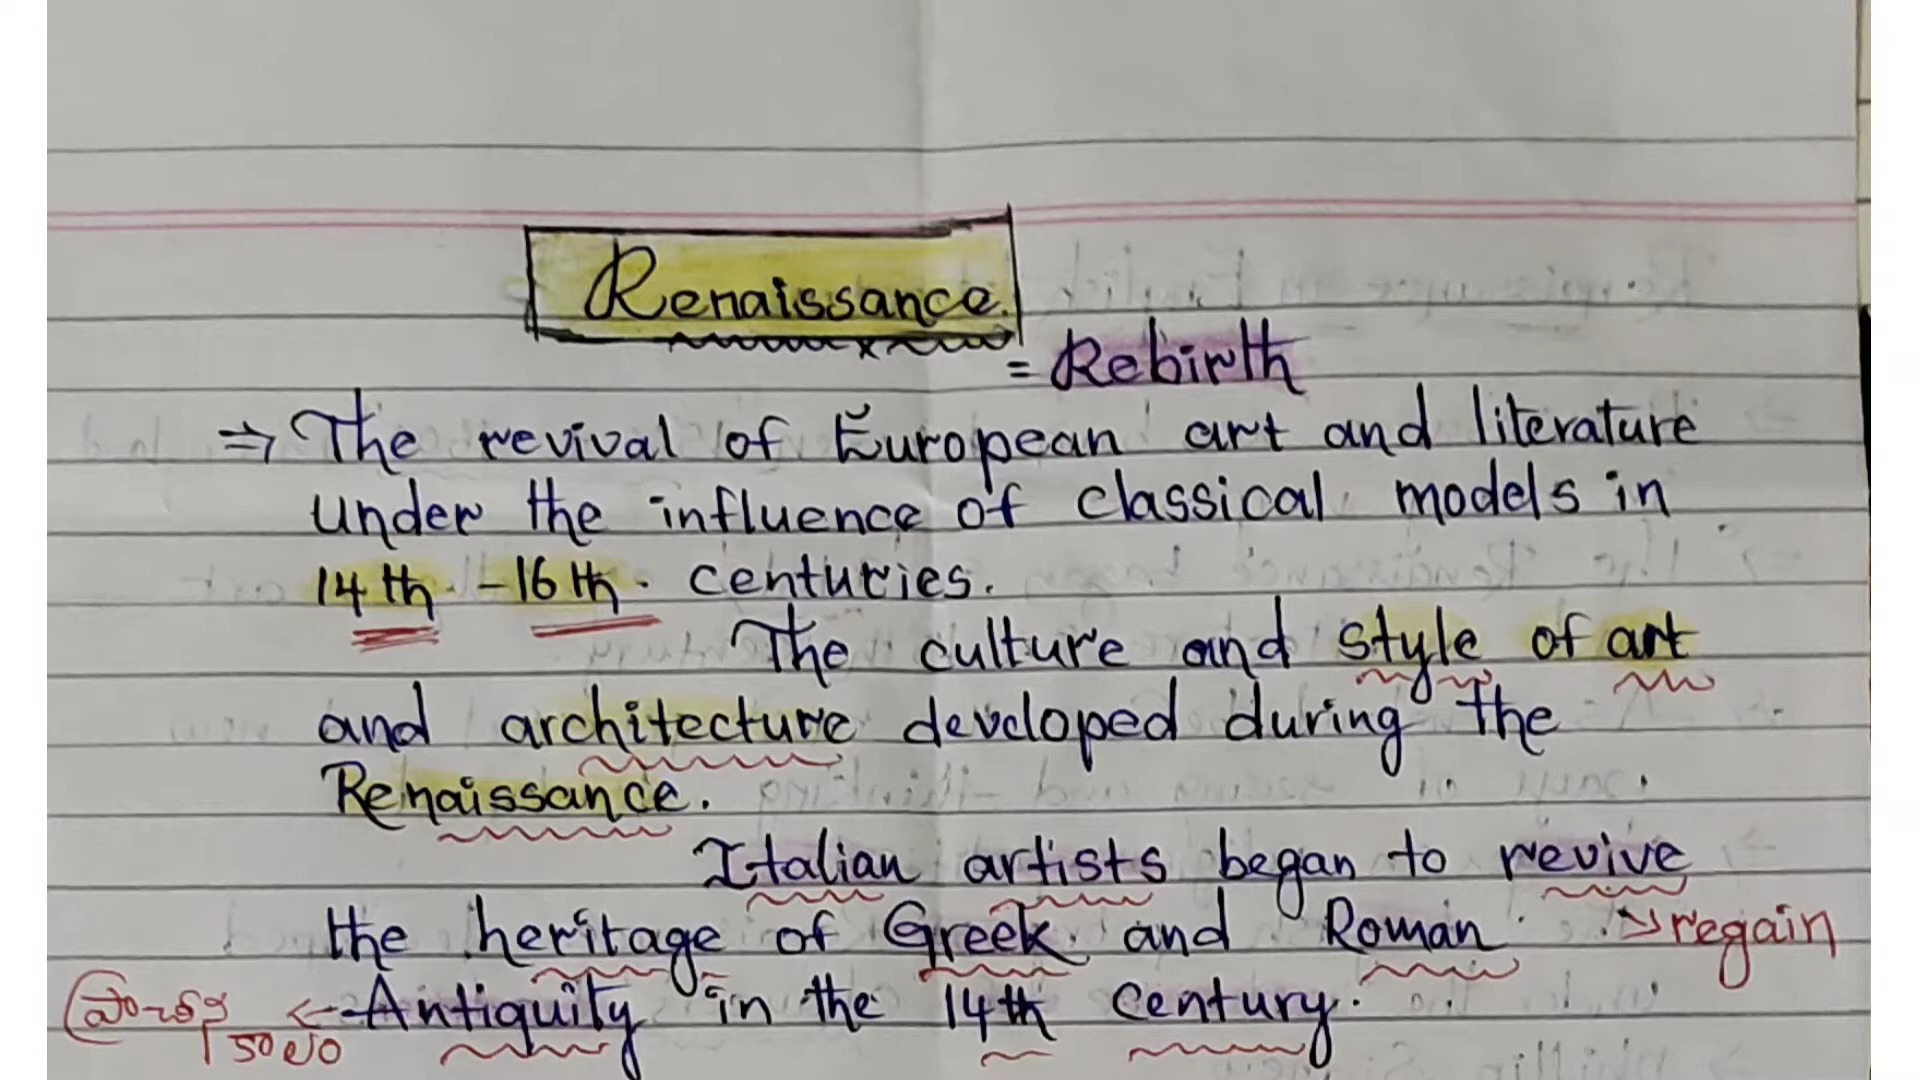 Renaissance.
= Rebirth
⇒ The revival of European art and literature
under the influence of classical models in
14th - 16th centuries.
The culture and style of art
and architecture developed during the
Renaissance.
Italian artists began to revive
the heritage of Greek and Roman → regain
← Antiquity in the 14th century.